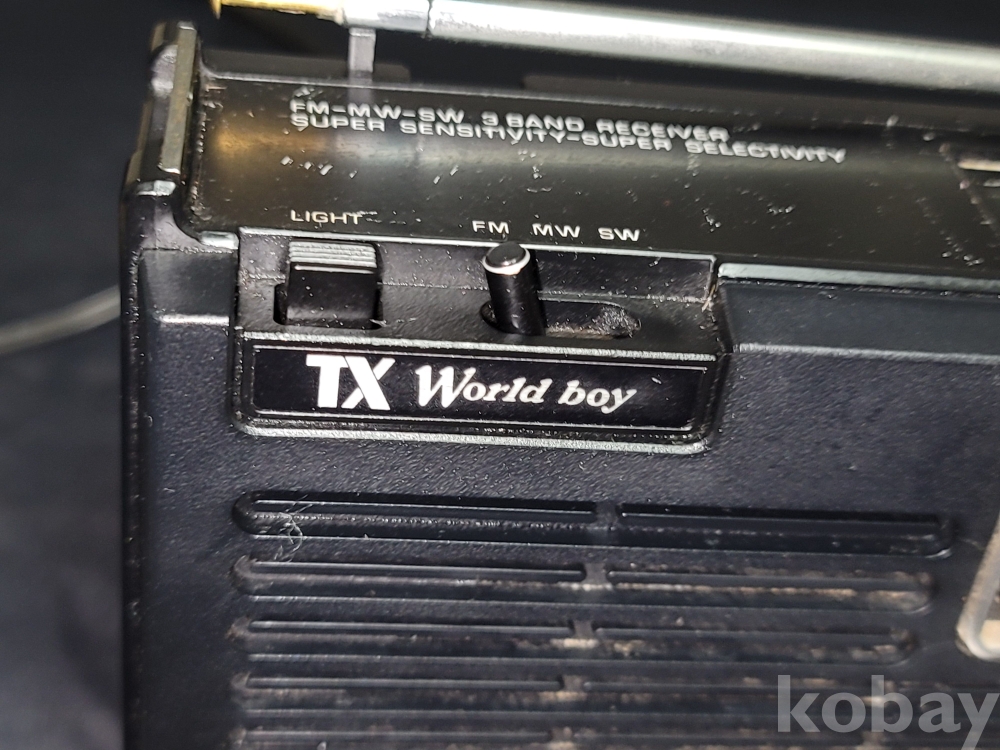 FM-MW-SW 3 BAND RECEIVER
SUPER SENSITIVITY-SUPER SELECTIVITY
LIGHT
FM MW SW
TX World boy
kobay